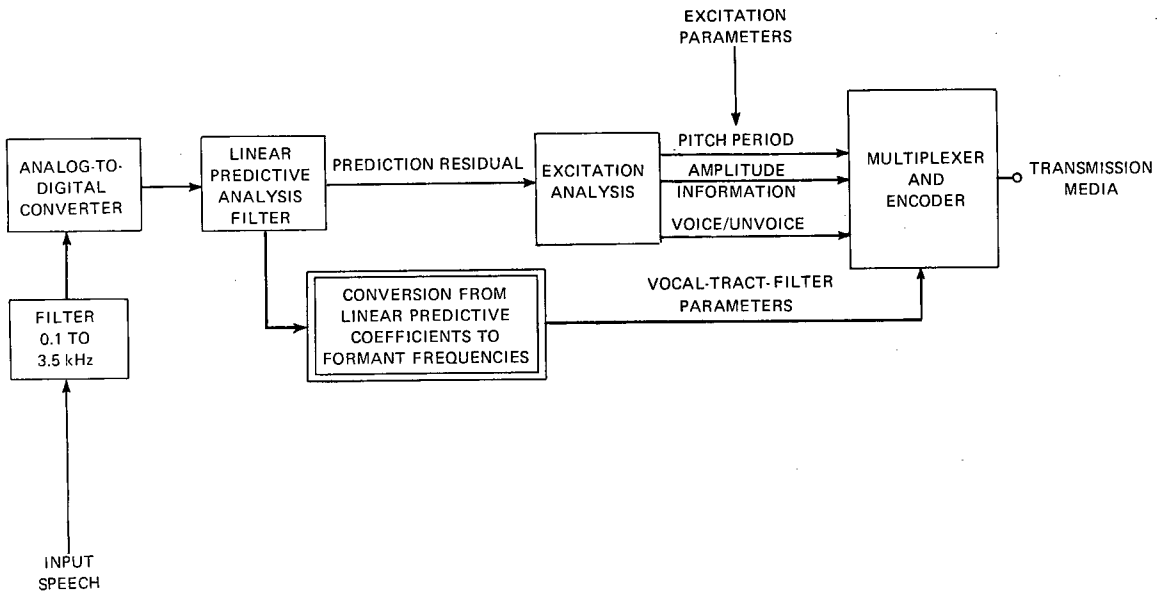 EXCITATION
PARAMETERS
ANALOG-TO-
DIGITAL
CONVERTER
LINEAR
PREDICTIVE
ANALYSIS
FILTER
PREDICTION RESIDUAL
EXCITATION
ANALYSIS
PITCH PERIOD
AMPLITUDE
INFORMATION
VOICE/UNVOICE
MULTIPLEXER
AND
ENCODER
TRANSMISSION
MEDIA
FILTER
0.1 TO
3.5 kHz
CONVERSION FROM
LINEAR PREDICTIVE
COEFFICIENTS TO
FORMANT FREQUENCIES
VOCAL-TRACT-FILTER
PARAMETERS
INPUT
SPEECH